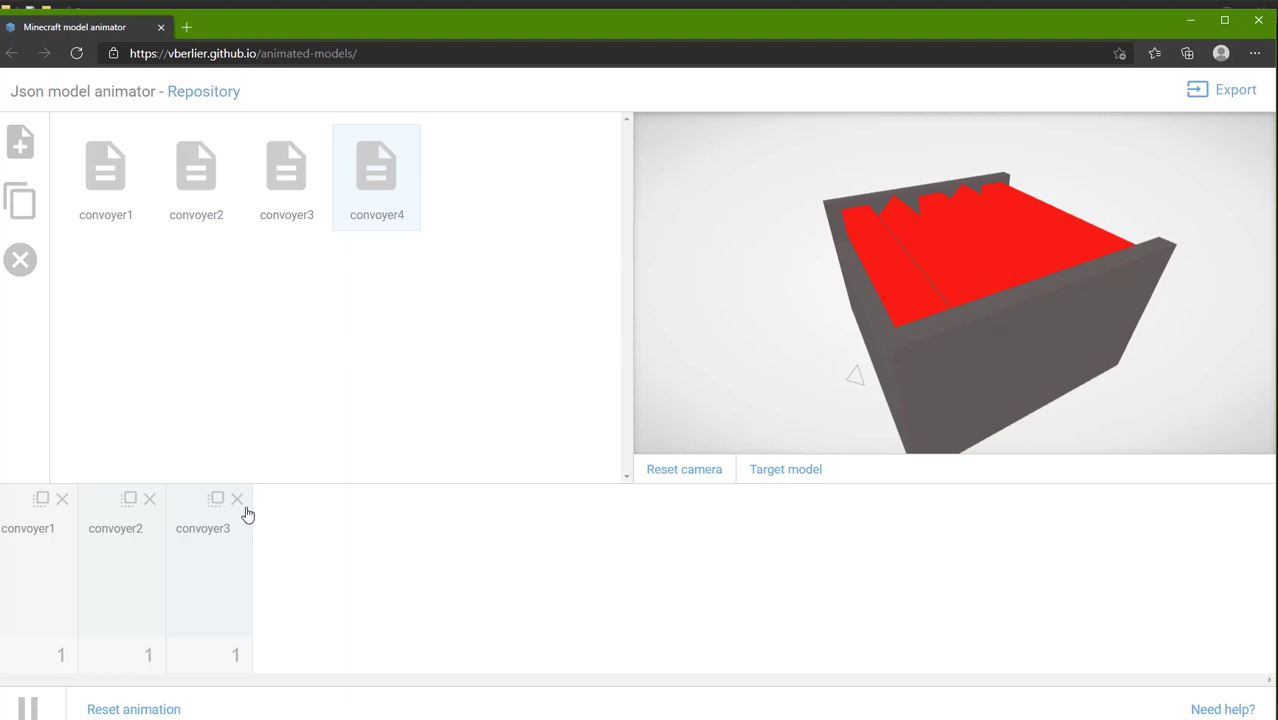 Minecraft model animator
https://vberlier.github.io/animated-models/
Json model animator - Repository
Export
convoyer1
convoyer2
convoyer3
convoyer4
Reset camera
Target model
convoyer1
convoyer2
convoyer3
1
1
1
Reset animation
Need help?